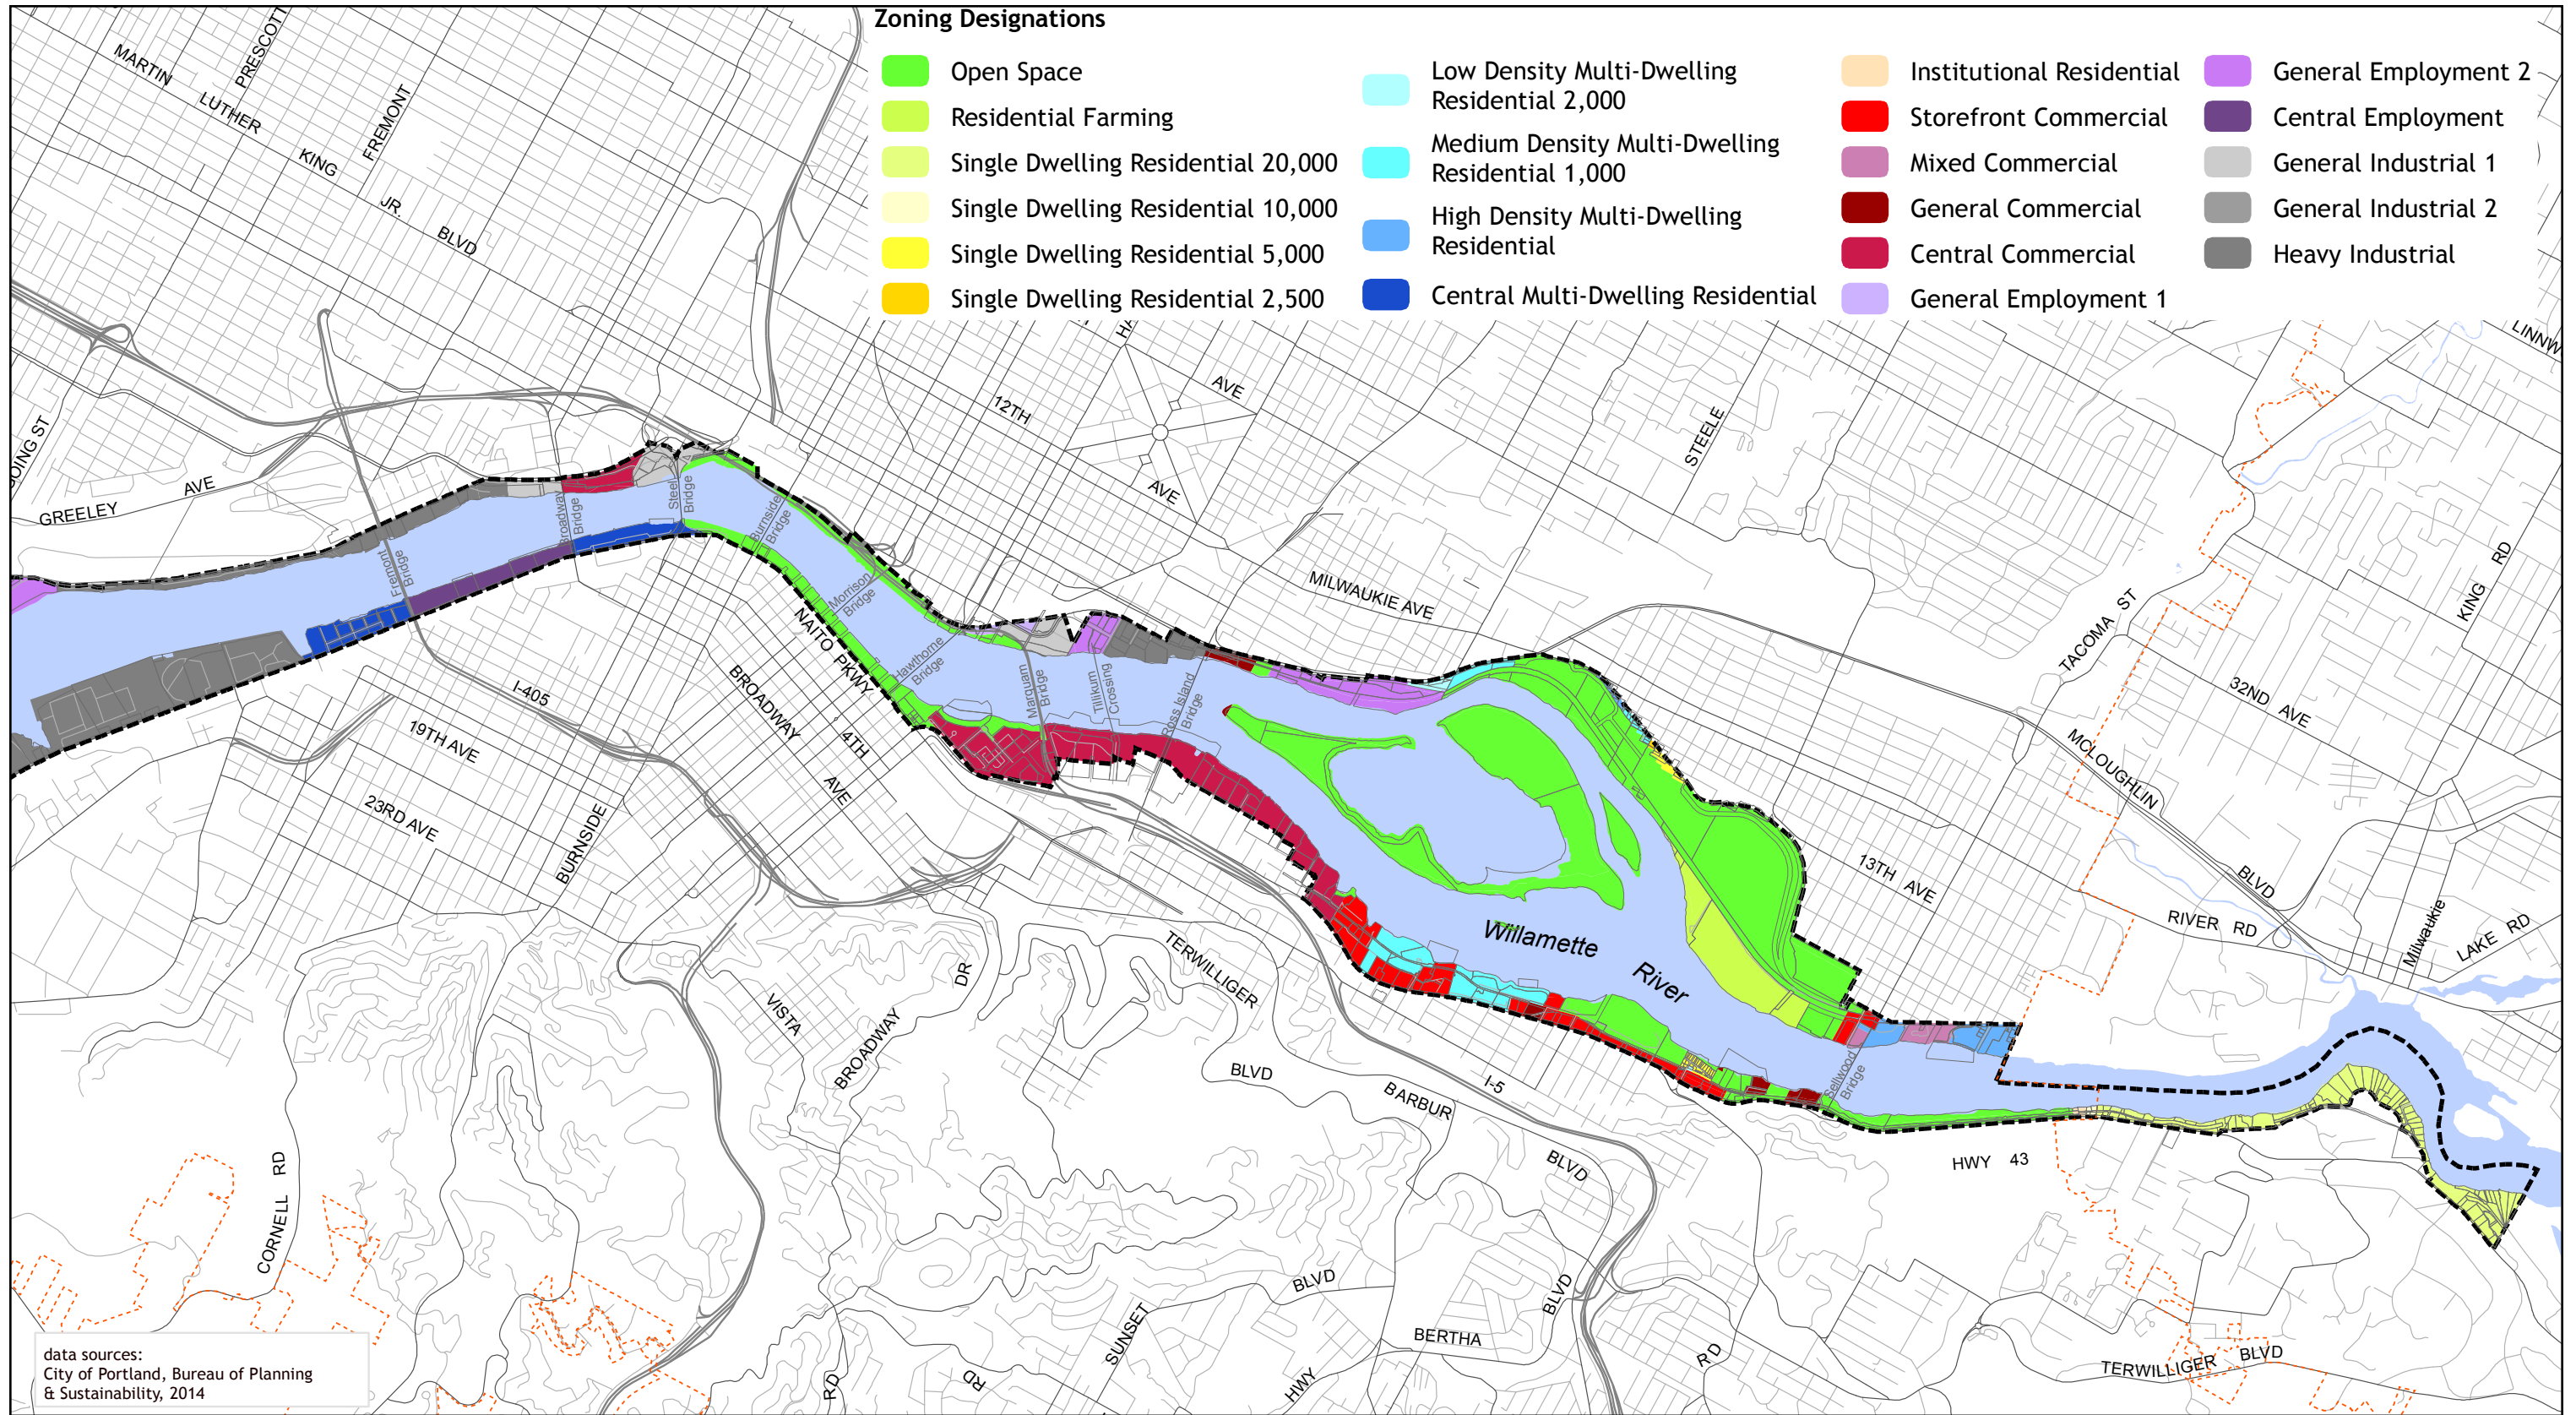 Zoning Designations
Open Space
Residential Farming
Single Dwelling Residential 20,000
Single Dwelling Residential 10,000
Single Dwelling Residential 5,000
Single Dwelling Residential 2,500
Low Density Multi-Dwelling
Residential 2,000
Medium Density Multi-Dwelling
Residential 1,000
High Density Multi-Dwelling
Residential
Central Multi-Dwelling Residential
Institutional Residential
Storefront Commercial
Mixed Commercial
General Commercial
Central Commercial
General Employment 1
General Employment 2
Central Employment
General Industrial 1
General Industrial 2
Heavy Industrial
MARTIN
LUTHER
KING
JR.
BLVD
PRESCOTT
FREMONT
GREELEY
AVE
12TH
AVE
AVE
STEELE
MILWAUKIE AVE
TACOMA ST
KING RD
32ND AVE
MCLOUGHLIN
BLVD
13TH AVE
RIVER RD
Milwaukie
LAKE RD
Fremont
Bridge
Broadway
Bridge
Steel
Bridge
Burnside
Bridge
Morrison
Bridge
Hawthorne
Bridge
Marquam
Bridge
Tilikum
Crossing
Ross Island
Bridge
Sellwood
Bridge
Willamette
River
NAITO PKWY
BROADWAY
4TH
AVE
I-405
19TH AVE
23RD AVE
BURNSIDE
VISTA
BROADWAY
DR
TERWILLIGER
BLVD
BARBUR
BLVD
I-5
HWY 43
CORNELL RD
RD
RD
SUNSET
HWY
BLVD
BERTHA
BLVD
RD
TERWILLIGER BLVD
data sources:
City of Portland, Bureau of Planning
& Sustainability, 2014